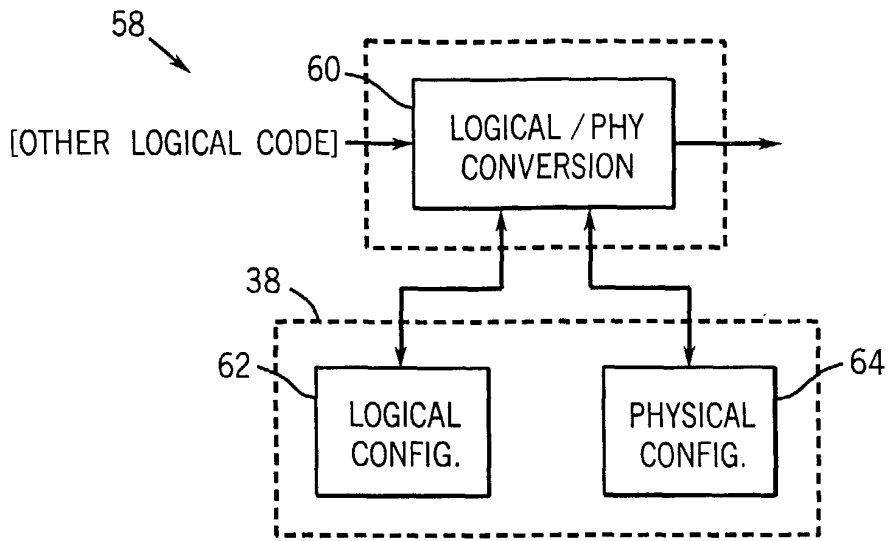 58
60
[OTHER LOGICAL CODE]
LOGICAL / PHY
CONVERSION
38
62
LOGICAL
CONFIG.
64
PHYSICAL
CONFIG.